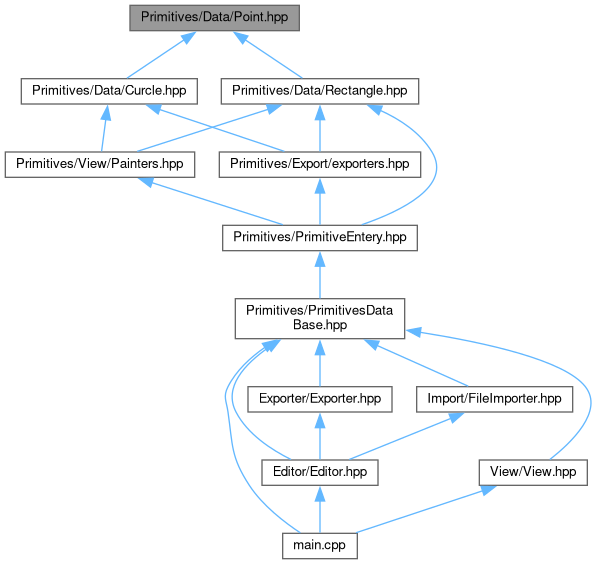 Primitives/Data/Point.hpp
Primitives/Data/Curcle.hpp
Primitives/Data/Rectangle.hpp
Primitives/View/Painters.hpp
Primitives/Export/exporters.hpp
Primitives/PrimitiveEntery.hpp
Primitives/PrimitivesData
Base.hpp
Exporter/Exporter.hpp
Import/FileImporter.hpp
Editor/Editor.hpp
View/View.hpp
main.cpp